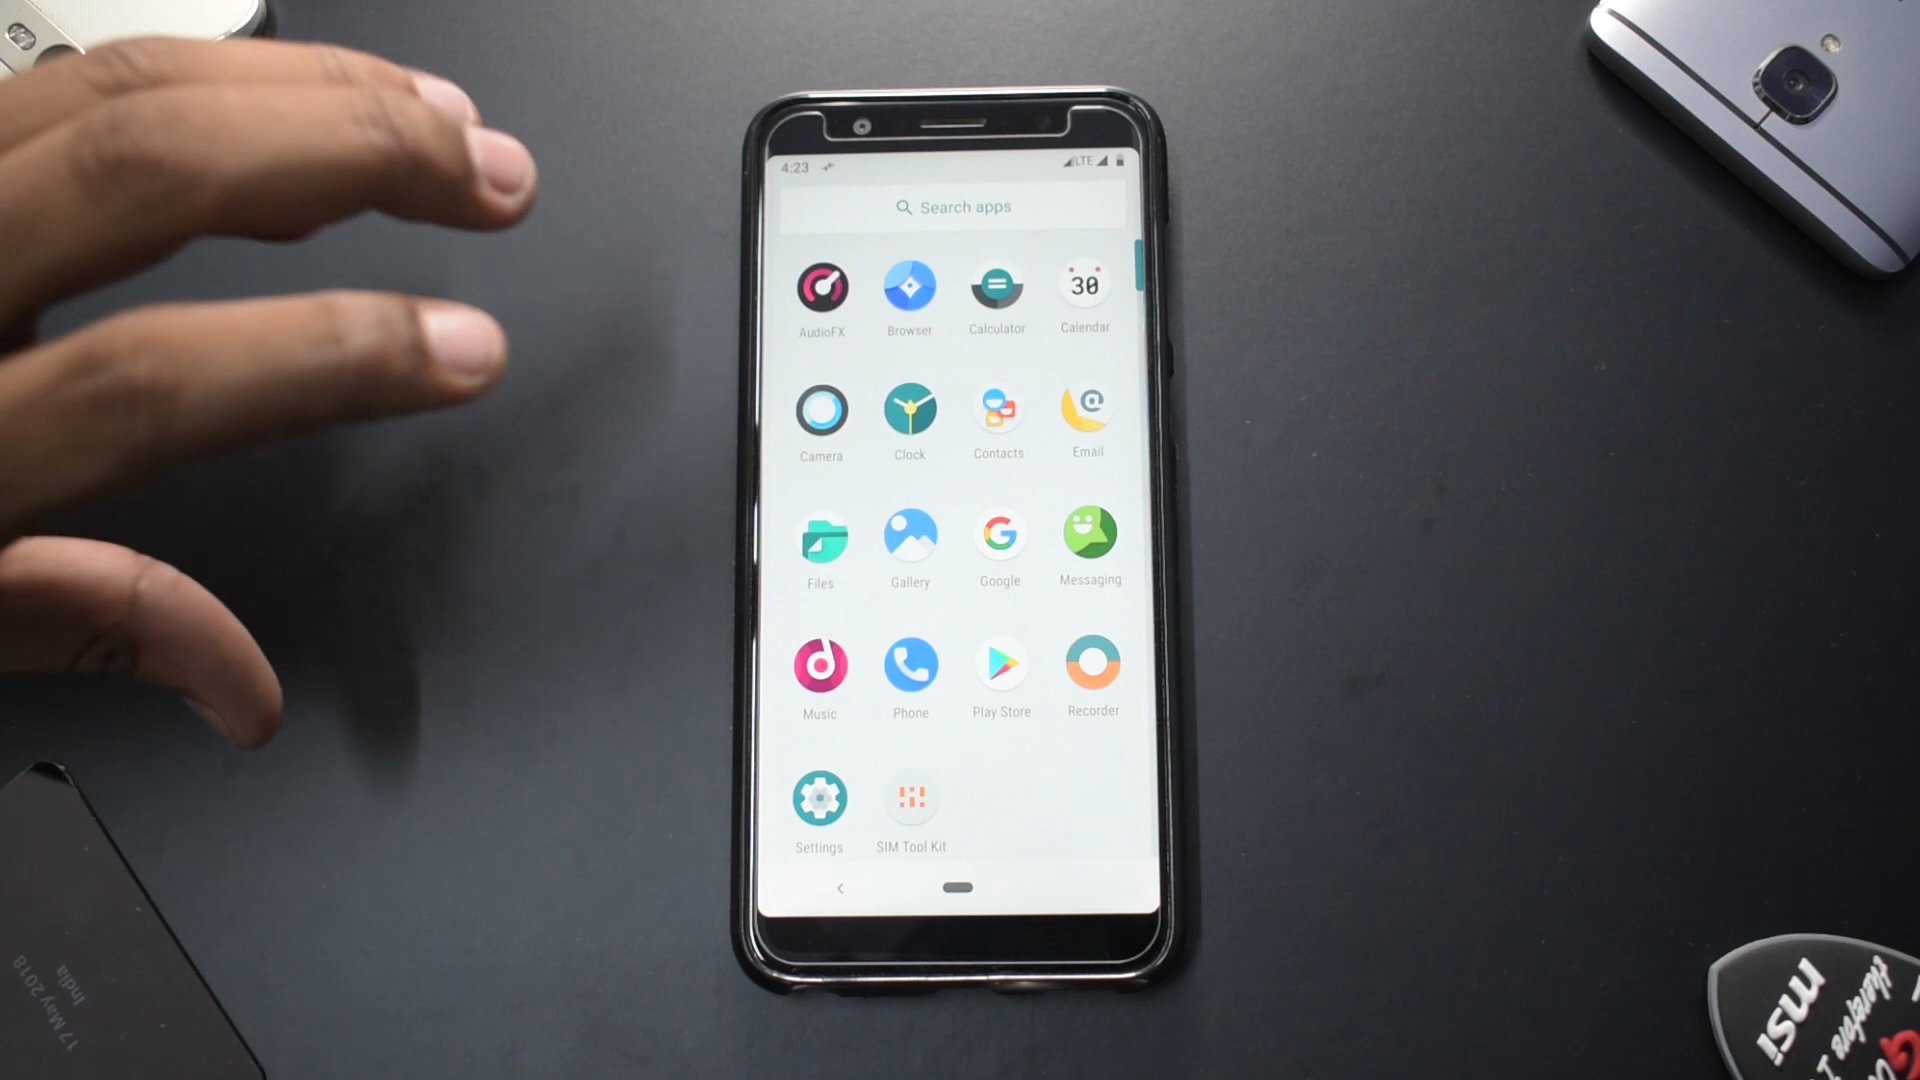 4:23
LTE
Search apps
AudioFX
Browser
Calculator
30
Calendar
Camera
Clock
Contacts
@
Email
Files
Gallery
G
Google
Messaging
Music
Phone
Play Store
Recorder
Settings
SIM Tool Kit
17 May 2018
India
msi
therefore I